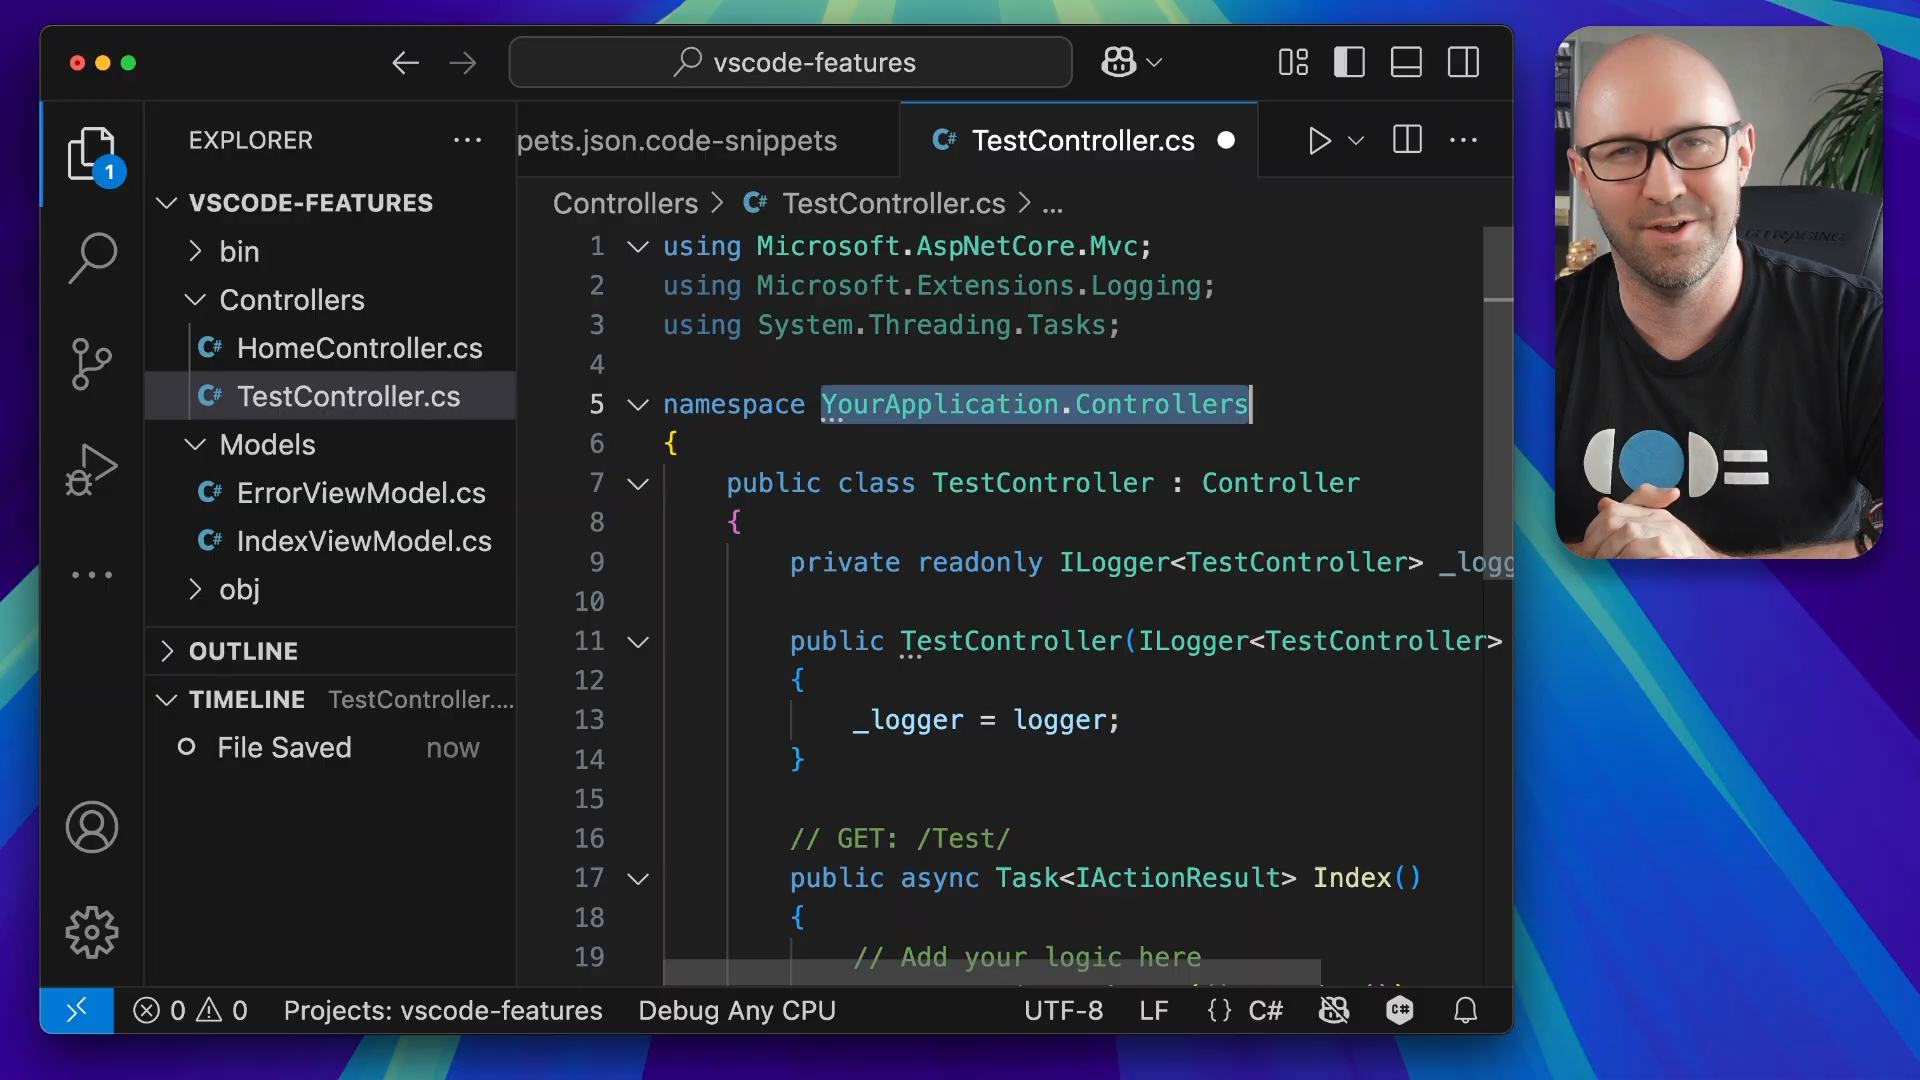 vscode-features
EXPLORER
VSCODE-FEATURES
bin
Controllers
HomeController.cs
TestController.cs
Models
ErrorViewModel.cs
IndexViewModel.cs
obj
OUTLINE
TIMELINE TestController....
File Saved now
1
pets.json.code-snippets
TestController.cs
Controllers > TestController.cs > ...
1 using Microsoft.AspNetCore.Mvc;
2 using Microsoft.Extensions.Logging;
3 using System.Threading.Tasks;
4
5 namespace YourApplication.Controllers
6 {
7 public class TestController : Controller
8 {
9 private readonly ILogger<TestController> _logg
10
11 public TestController(ILogger<TestController>
12 {
13 _logger = logger;
14 }
15
16 // GET: /Test/
17 public async Task<IActionResult> Index()
18 {
19 // Add your logic here
0 0 Projects: vscode-features Debug Any CPU UTF-8 LF {} C# C#
GTRACING